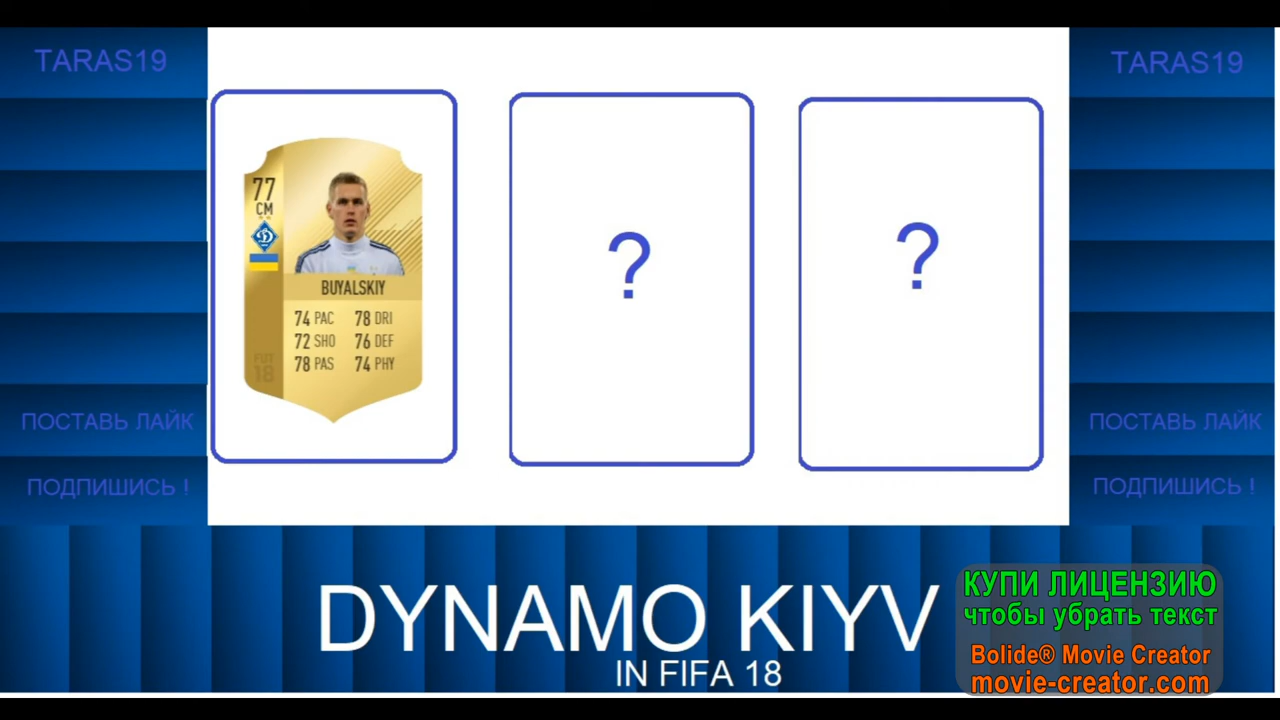 TARAS19
TARAS19
77
CM
BUYALSKIY
74 PAC 78 DRI
72 SHO 76 DEF
78 PAS 74 PHY
FUT
18
?
?
ПОСТАВЬ ЛАЙК
ПОСТАВЬ ЛАЙК
ПОДПИШИСЬ !
ПОДПИШИСЬ !
DYNAMO KIYV
IN FIFA 18
КУПИ ЛИЦЕНЗИЮ
чтобы убрать текст
Bolide® Movie Creator
movie-creator.com